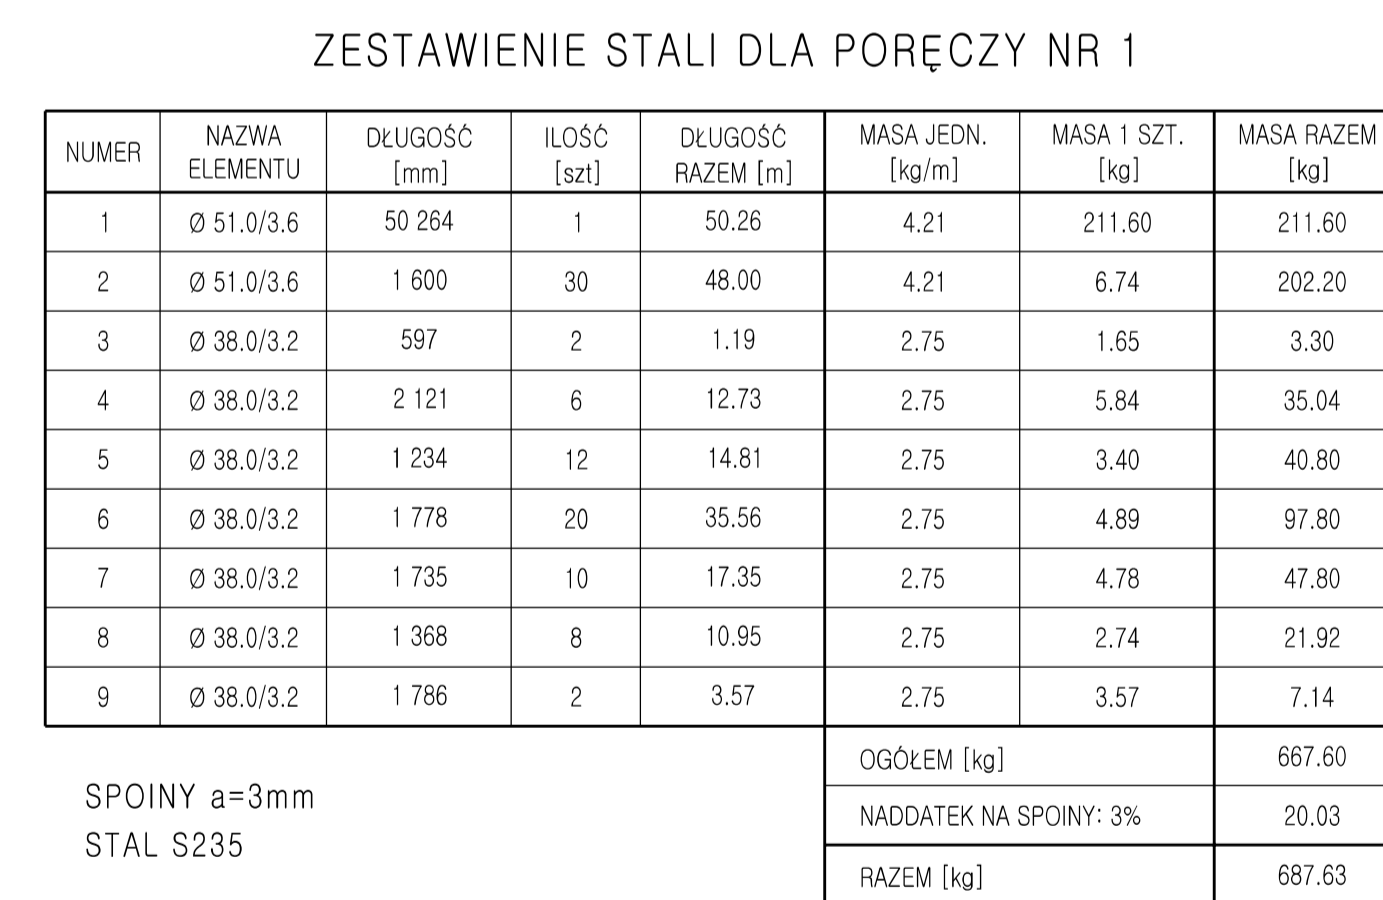 ZESTAWIENIE STALI DLA PORĘCZY NR 1
NUMER NAZWA ELEMENTU DŁUGOŚĆ [mm] ILOŚĆ [szt] DŁUGOŚĆ RAZEM [m] MASA JEDN. [kg/m] MASA 1 SZT. [kg] MASA RAZEM [kg]
1 Ø 51.0/3.6 50 264 1 50.26 4.21 211.60 211.60
2 Ø 51.0/3.6 1 600 30 48.00 4.21 6.74 202.20
3 Ø 38.0/3.2 597 2 1.19 2.75 1.65 3.30
4 Ø 38.0/3.2 2 121 6 12.73 2.75 5.84 35.04
5 Ø 38.0/3.2 1 234 12 14.81 2.75 3.40 40.80
6 Ø 38.0/3.2 1 778 20 35.56 2.75 4.89 97.80
7 Ø 38.0/3.2 1 735 10 17.35 2.75 4.78 47.80
8 Ø 38.0/3.2 1 368 8 10.95 2.75 2.74 21.92
9 Ø 38.0/3.2 1 786 2 3.57 2.75 3.57 7.14
OGÓŁEM [kg] 667.60
NADDATEK NA SPOINY: 3% 20.03
RAZEM [kg] 687.63
SPOINY a=3mm
STAL S235